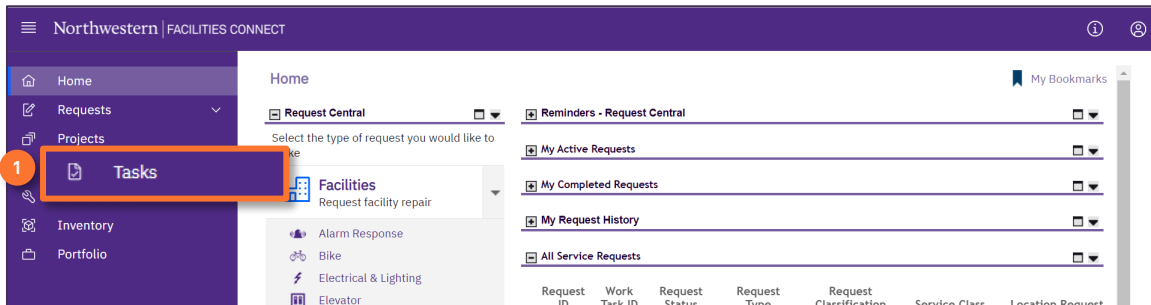 Northwestern | FACILITIES CONNECT
Home
Requests
Projects
1
Tasks
Inventory
Portfolio
Home
My Bookmarks
Request Central
Select the type of request you would like to
Facilities
Request facility repair
Alarm Response
Bike
Electrical & Lighting
Elevator
Reminders - Request Central
My Active Requests
My Completed Requests
My Request History
All Service Requests
Request Work Request Request Request
ID Task ID Status Type Classification Service Class Location Request